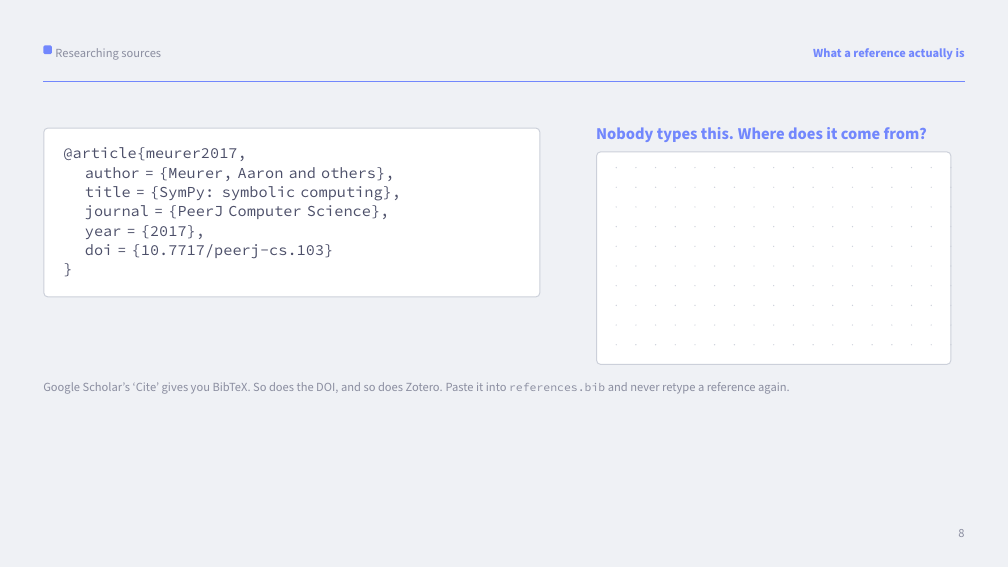 Researching sources
What a reference actually is
@article{meurer2017,
author = {Meurer, Aaron and others},
title = {SymPy: symbolic computing},
journal = {PeerJ Computer Science},
year = {2017},
doi = {10.7717/peerj-cs.103}
}
Nobody types this. Where does it come from?
Google Scholar’s ‘Cite’ gives you BibTeX. So does the DOI, and so does Zotero. Paste it into references.bib and never retype a reference again.
8